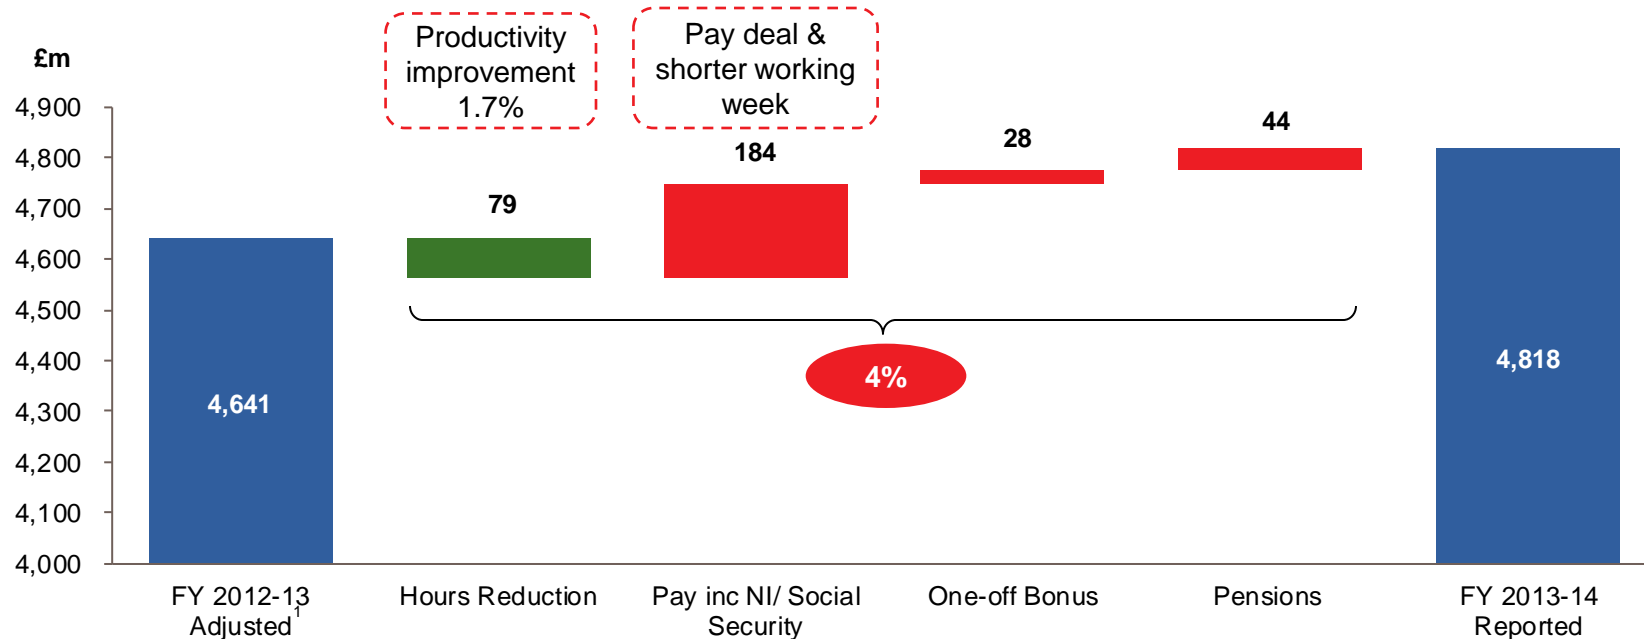 £m
Productivity
improvement
1.7%
Pay deal &
shorter working
week
4,900
4,800
4,700
4,600
4,500
4,400
4,300
4,200
4,100
4,000
4,641
79
184
28
44
4%
4,818
FY 2012-13
Adjusted¹
Hours Reduction
Pay inc NI/ Social
Security
One-off Bonus
Pensions
FY 2013-14
Reported